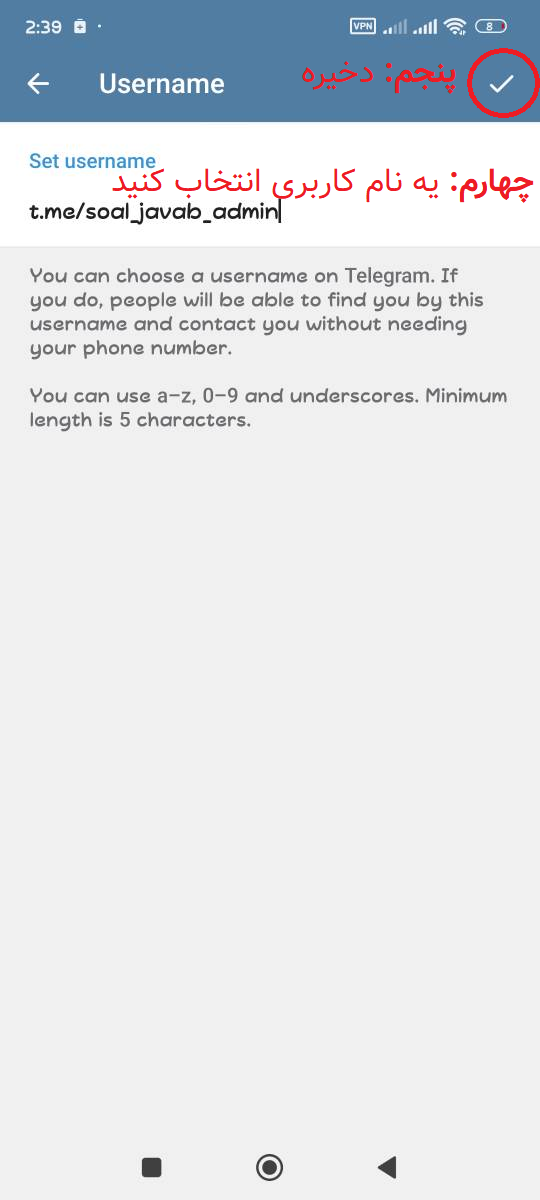 2:39
VPN
8
Username
پنجم: دخیره
Set username
چهارم: یه نام کاربری انتخاب کنید
t.me/soal_javab_admin
You can choose a username on Telegram. If
you do, people will be able to find you by this
username and contact you without needing
your phone number.
You can use a–z, 0–9 and underscores. Minimum
length is 5 characters.